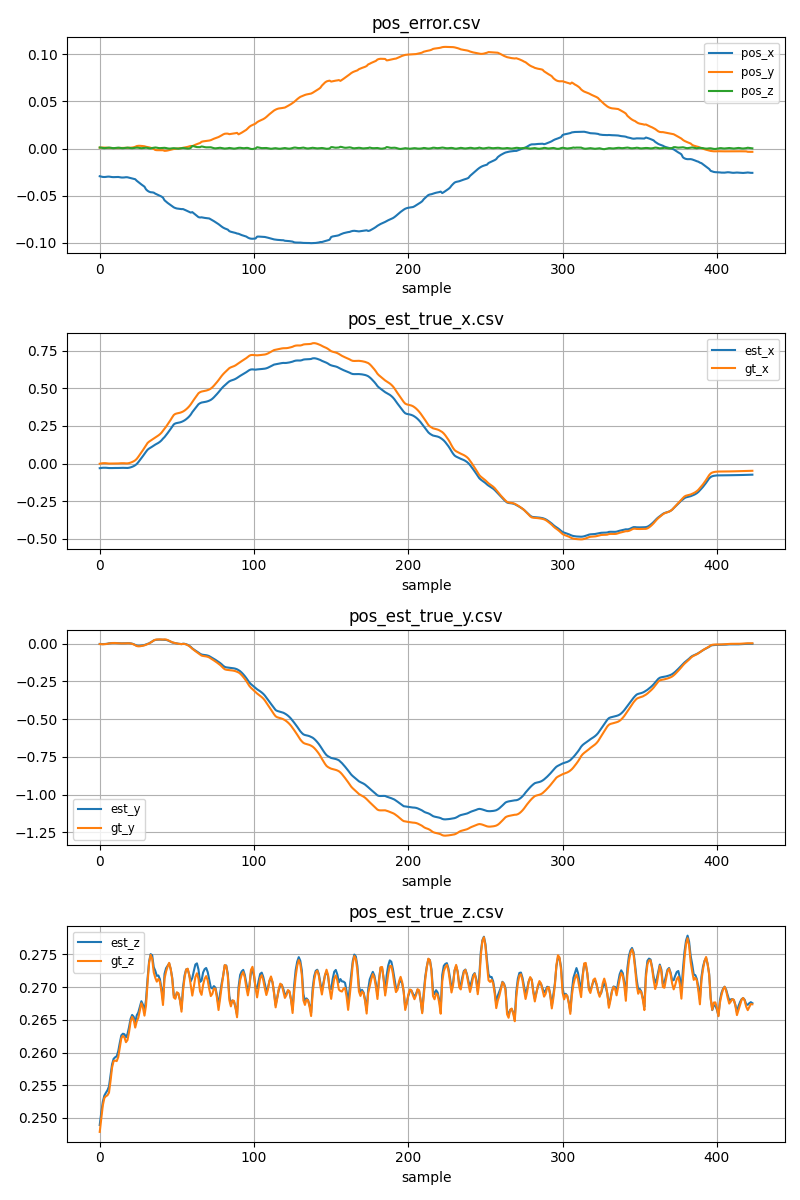 pos_error.csv
0.10
0.05
0.00
−0.05
−0.10
pos_x
pos_y
pos_z
0
100
200
300
400
sample
pos_est_true_x.csv
0.75
0.50
0.25
0.00
−0.25
−0.50
est_x
gt_x
0
100
200
300
400
sample
pos_est_true_y.csv
0.00
−0.25
−0.50
−0.75
−1.00
−1.25
est_y
gt_y
0
100
200
300
400
sample
pos_est_true_z.csv
0.275
0.270
0.265
0.260
0.255
0.250
est_z
gt_z
0
100
200
300
400
sample